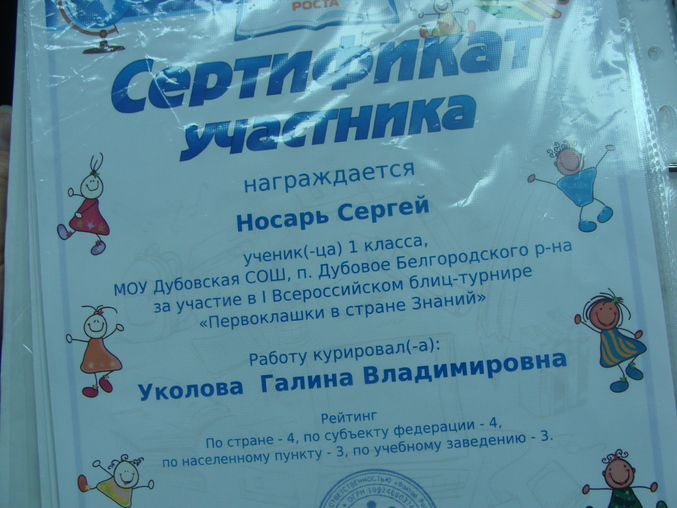 РОСТА
Сертификат
участника
награждается
Носарь Сергей
ученик(-ца) 1 класса,
МОУ Дубовская СОШ, п. Дубовое Белгородского р-на
за участие в I Всероссийском блиц-турнире
«Первоклашки в стране Знаний»
Работу курировал(-а):
Уколова Галина Владимировна
Рейтинг
По стране - 4, по субъекту федерации - 4,
по населенному пункту - 3, по учебному заведению - 3.